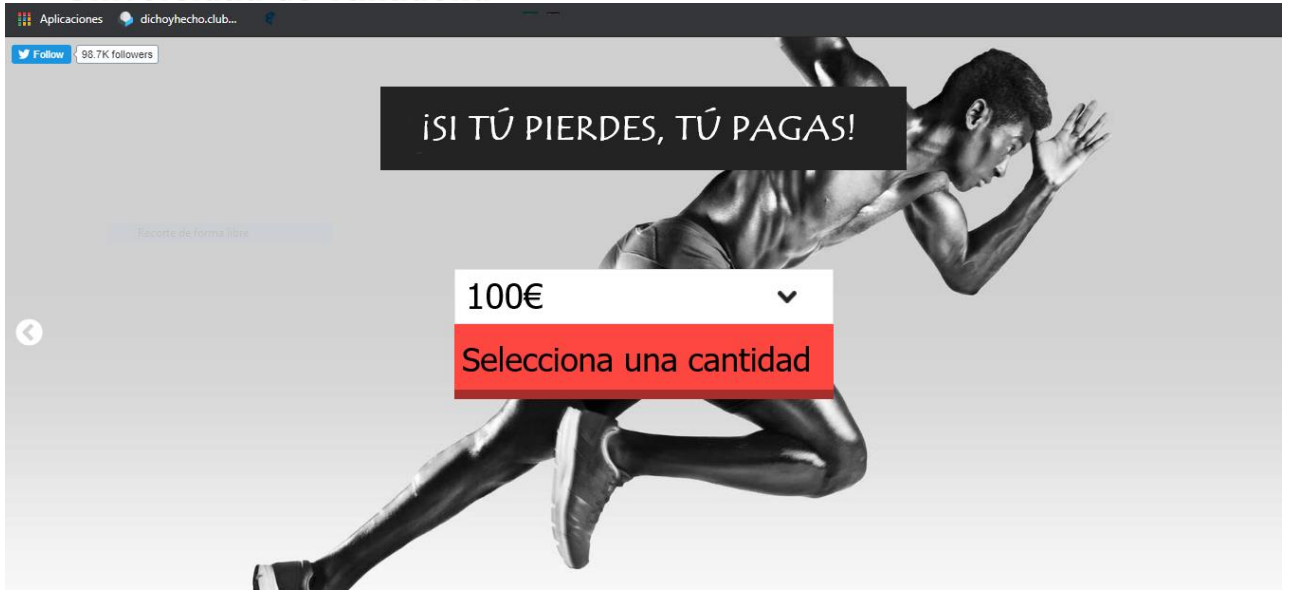 Aplicaciones dichoyhecho.club...
Follow 98.7K followers
¡SI TÚ PIERDES, TÚ PAGAS!
Recorte de forma libre
100€
Selecciona una cantidad